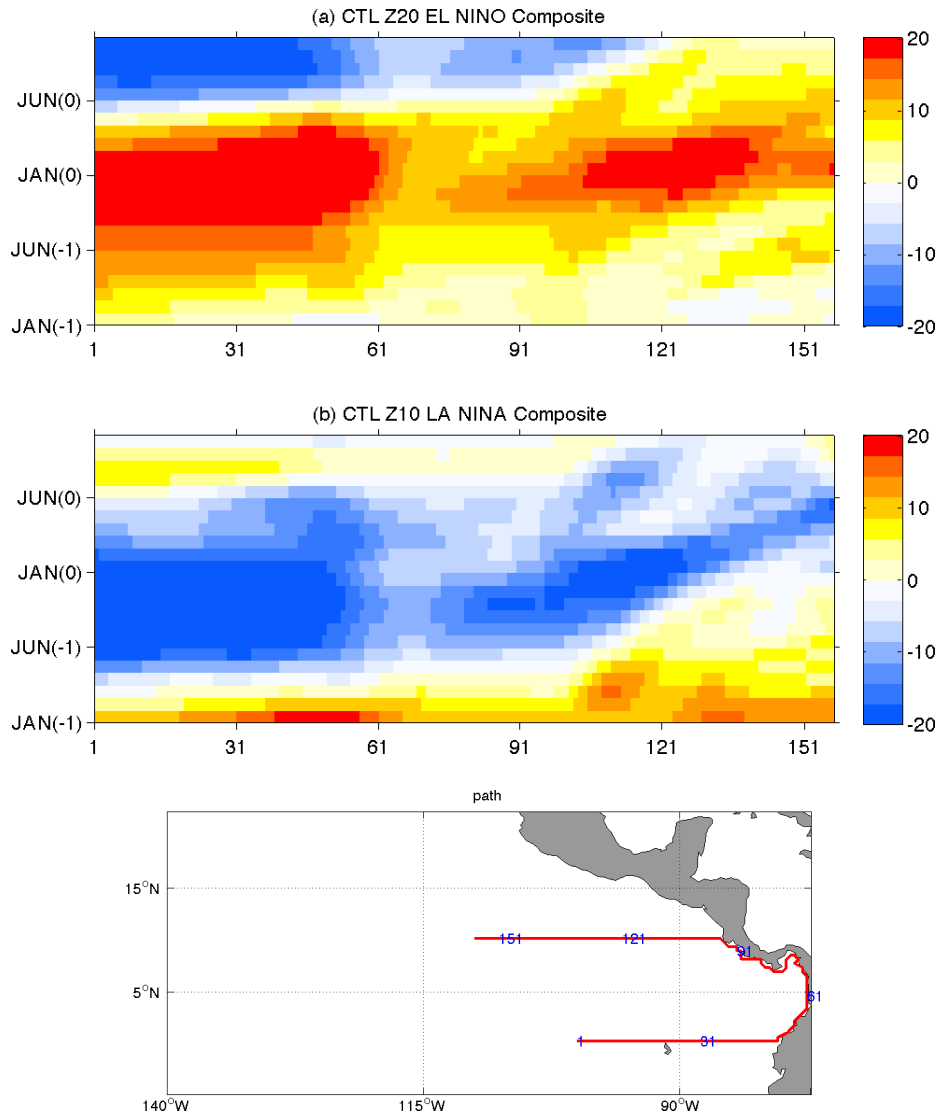 (a) CTL Z20 EL NINO Composite
JUN(0)
JAN(0)
JUN(-1)
JAN(-1)
1 31 61 91 121 151
20
10
0
-10
-20
(b) CTL Z10 LA NINA Composite
JUN(0)
JAN(0)
JUN(-1)
JAN(-1)
1 31 61 91 121 151
20
10
0
-10
-20
path
15°N
5°N
151 121 91
61
1 31
140°W 115°W 90°W